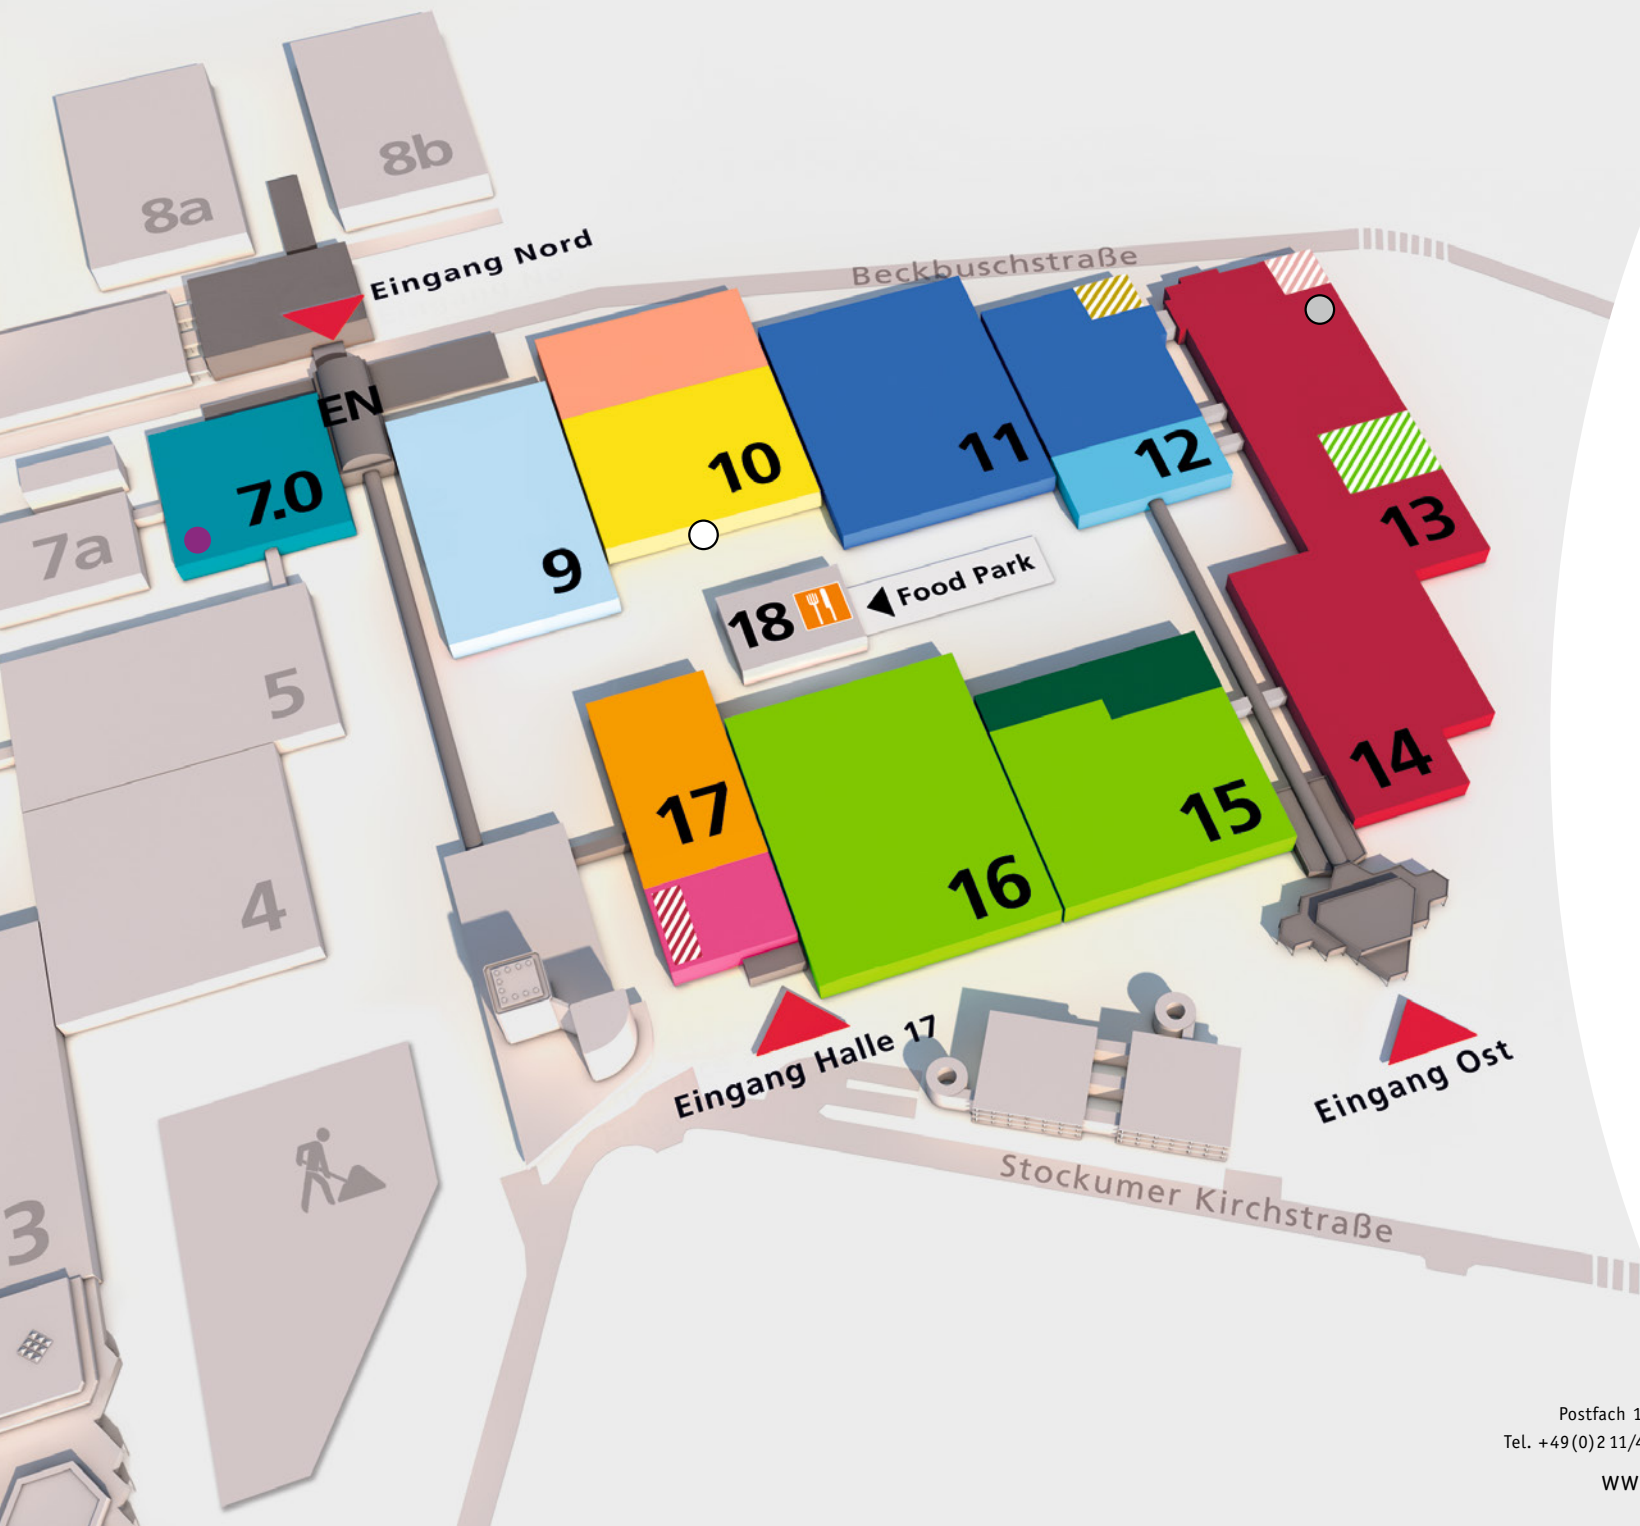 8b
8a
Eingang Nord
Beckbuschstraße
EN
10
11
12
7.0
13
7a
9
Food Park
18
5
14
17
15
16
4
Eingang Halle 17
Eingang Ost
Stockumer Kirchstraße
3
Postfach 1
Tel. +49(0)2 11/4
ww